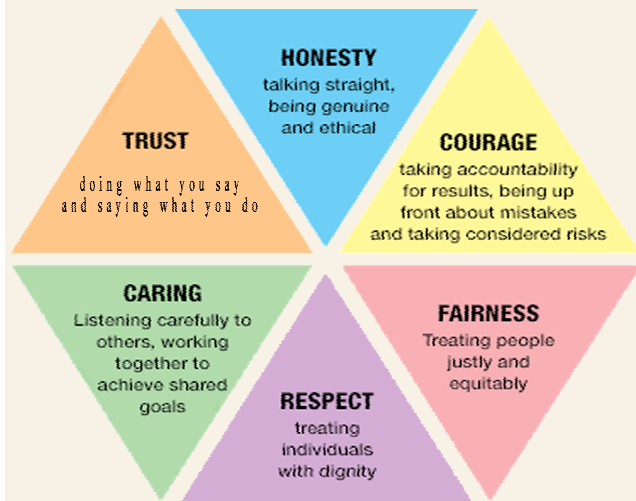 HONESTY
talking straight,
being genuine
and ethical
TRUST
doing what you say
and saying what you do
COURAGE
taking accountability
for results, being up
front about mistakes
and taking considered risks
CARING
Listening carefully to
others, working
together to
achieve shared
goals
RESPECT
treating
individuals
with dignity
FAIRNESS
Treating people
justly and
equitably